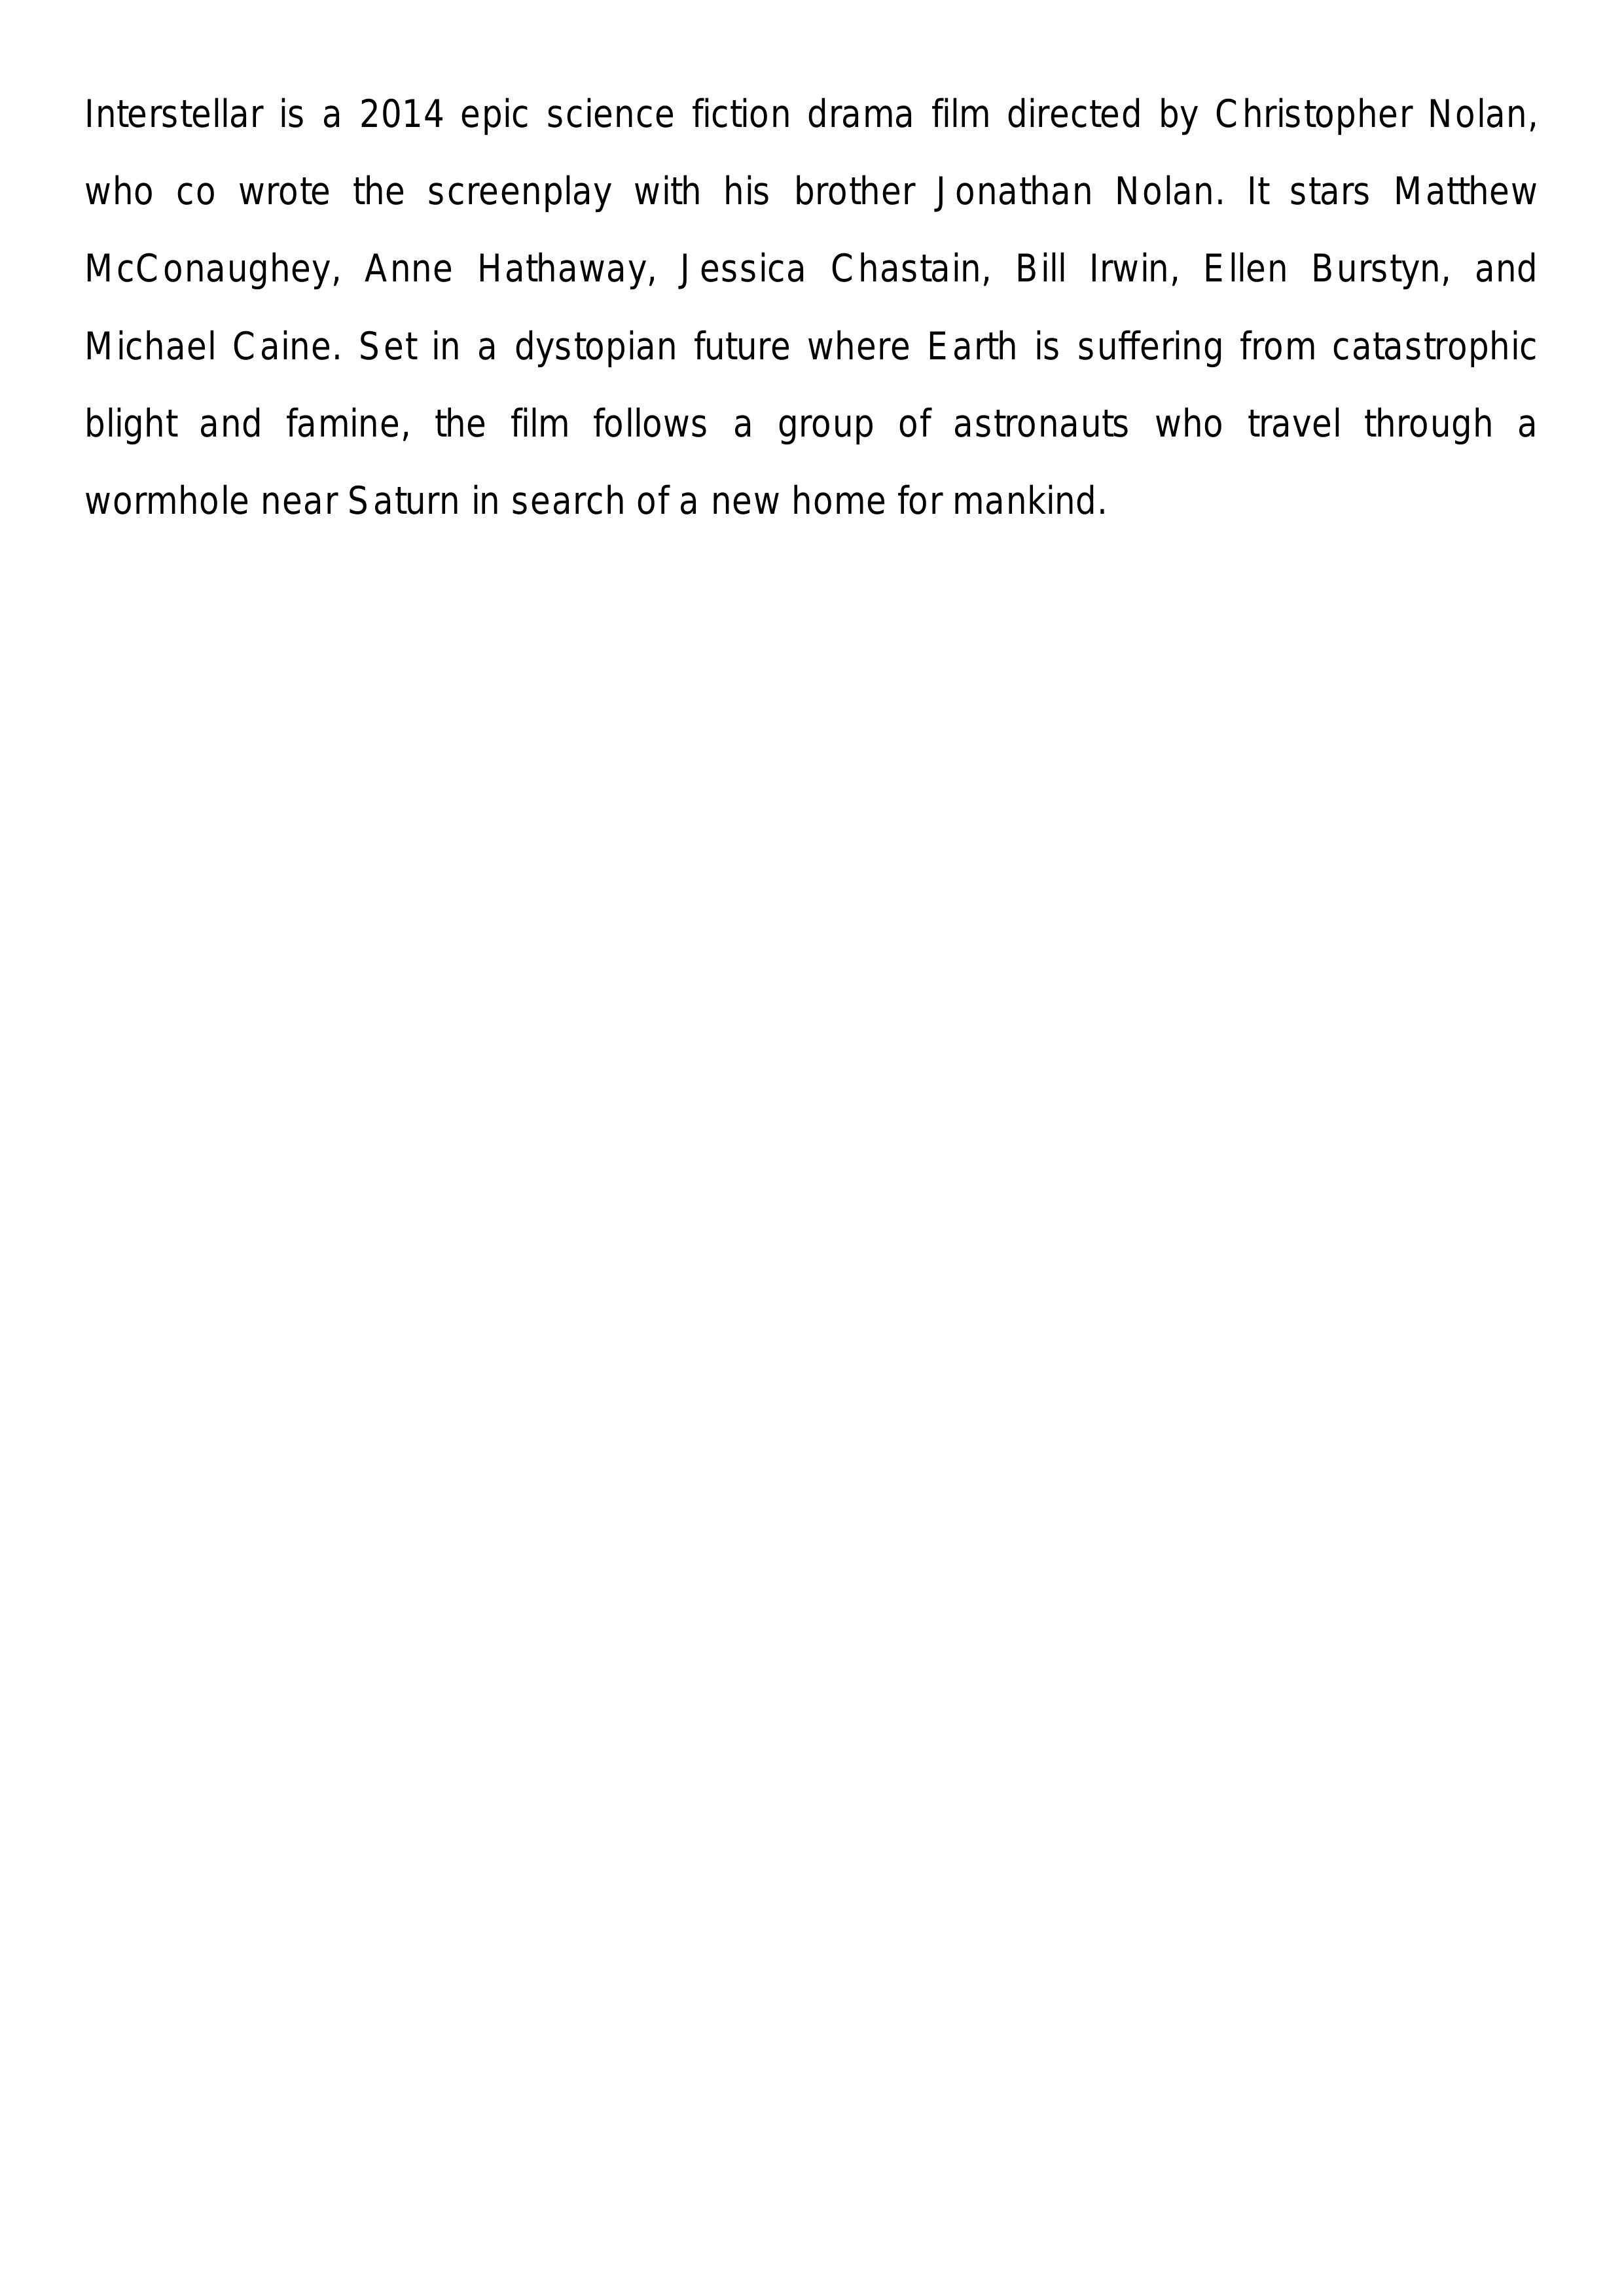 Interstellar is a 2014 epic science fiction drama film directed by Christopher Nolan,
who co wrote the screenplay with his brother Jonathan Nolan. It stars Matthew
McConaughey, Anne Hathaway, Jessica Chastain, Bill Irwin, Ellen Burstyn, and
Michael Caine. Set in a dystopian future where Earth is suffering from catastrophic
blight and famine, the film follows a group of astronauts who travel through a
wormhole near Saturn in search of a new home for mankind.